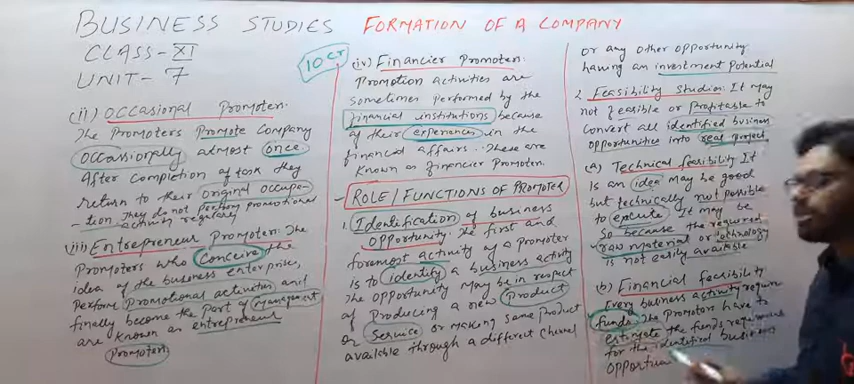 BUSINESS STUDIES FORMATION OF A COMPANY
CLASS-XI
UNIT-7
(ii) OCCASIONAL Promoter:
The Promoters Promote Company
occassionally atmost once.
After completion of task they
return to their original occupa
-tion They do not perform promotional
activity regularly
(iii) Entrepreneur Promoter: The
Promoters who conceive the
idea of the business enterprise,
Perform Promotional activities and
finally become the part of management
are known as entrepreneur
Promoter
10 Cr
(iv) Financier Promoter:
Promotion activities are
sometimes performed by the
financial institutions because
of their experiences in the
financial affairs. These are
known as financier Promoter.
ROLE/FUNCTIONS OF PROMOTER
1. Identification of business
opportunity: The first and
foremost activity of a Promoter
is to identify a business activity
The opportunity may be in respect
of producing a new Product
or Service or making same product
available through a different channel
or any other opportunity
having an investment potential
2. Feasibility Studies: It may
not feasible or Profitable to
convert all identified business
opportunities into real project
(a) Technical feasibility It
is an idea may be good
but technically not possible
to execute It may be
so because the required
raw material or technology
is not easily available
(b) Financial feasibility
Every business activity require
funds The Promoters have to
estimate the funds
for the identified business